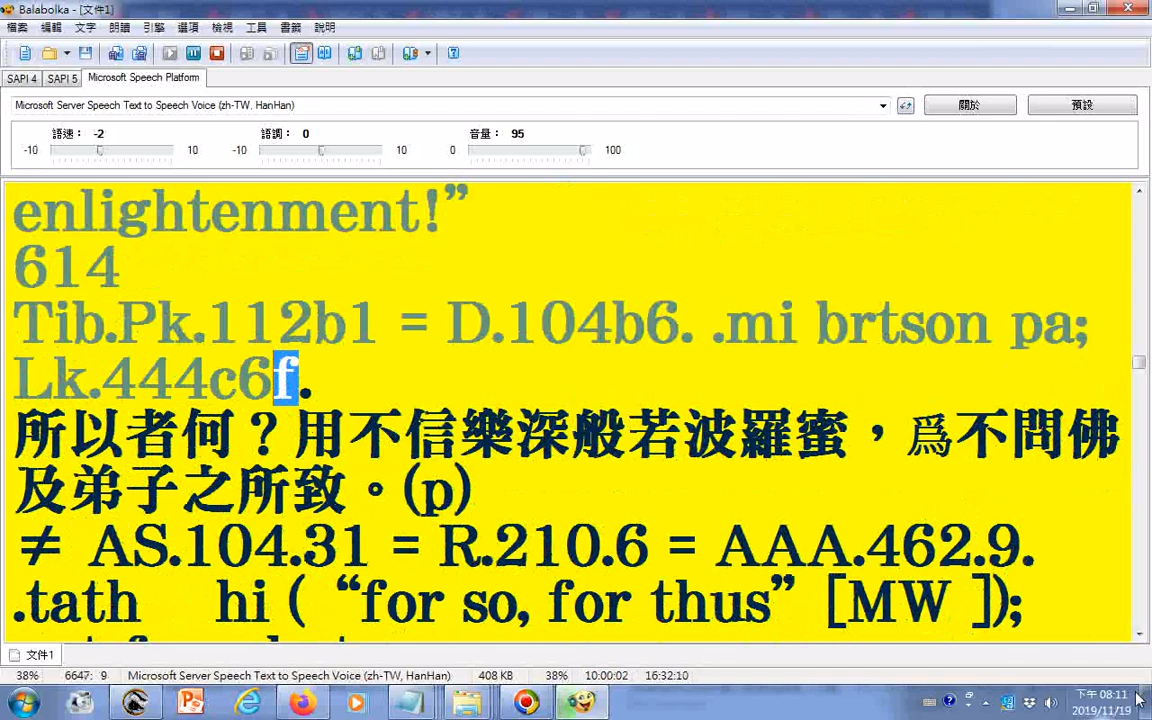 Balabolka - [文件1]
檔案 編輯 文字 朗讀 引擎 選項 檢視 工具 書籤 說明
SAPI 4 SAPI 5 Microsoft Speech Platform
Microsoft Server Speech Text to Speech Voice (zh-TW, HanHan) 關於 預設
語速： -2 語調： 0 音量： 95
-10 10 -10 10 0 100
enlightenment!”
614
Tib.Pk.112b1 = D.104b6. .mi brtson pa;
Lk.444c6f.
所以者何？用不信樂深般若波羅蜜，爲不問佛
及弟子之所致。(p)
≠ AS.104.31 = R.210.6 = AAA.462.9.
.tath hi (“for so, for thus” [MW ]);
文件1
38% 6647: 9 Microsoft Server Speech Text to Speech Voice (zh-TW, HanHan) 408 KB 38% 10:00:02 16:32:10
下午 08:11
2019/11/19